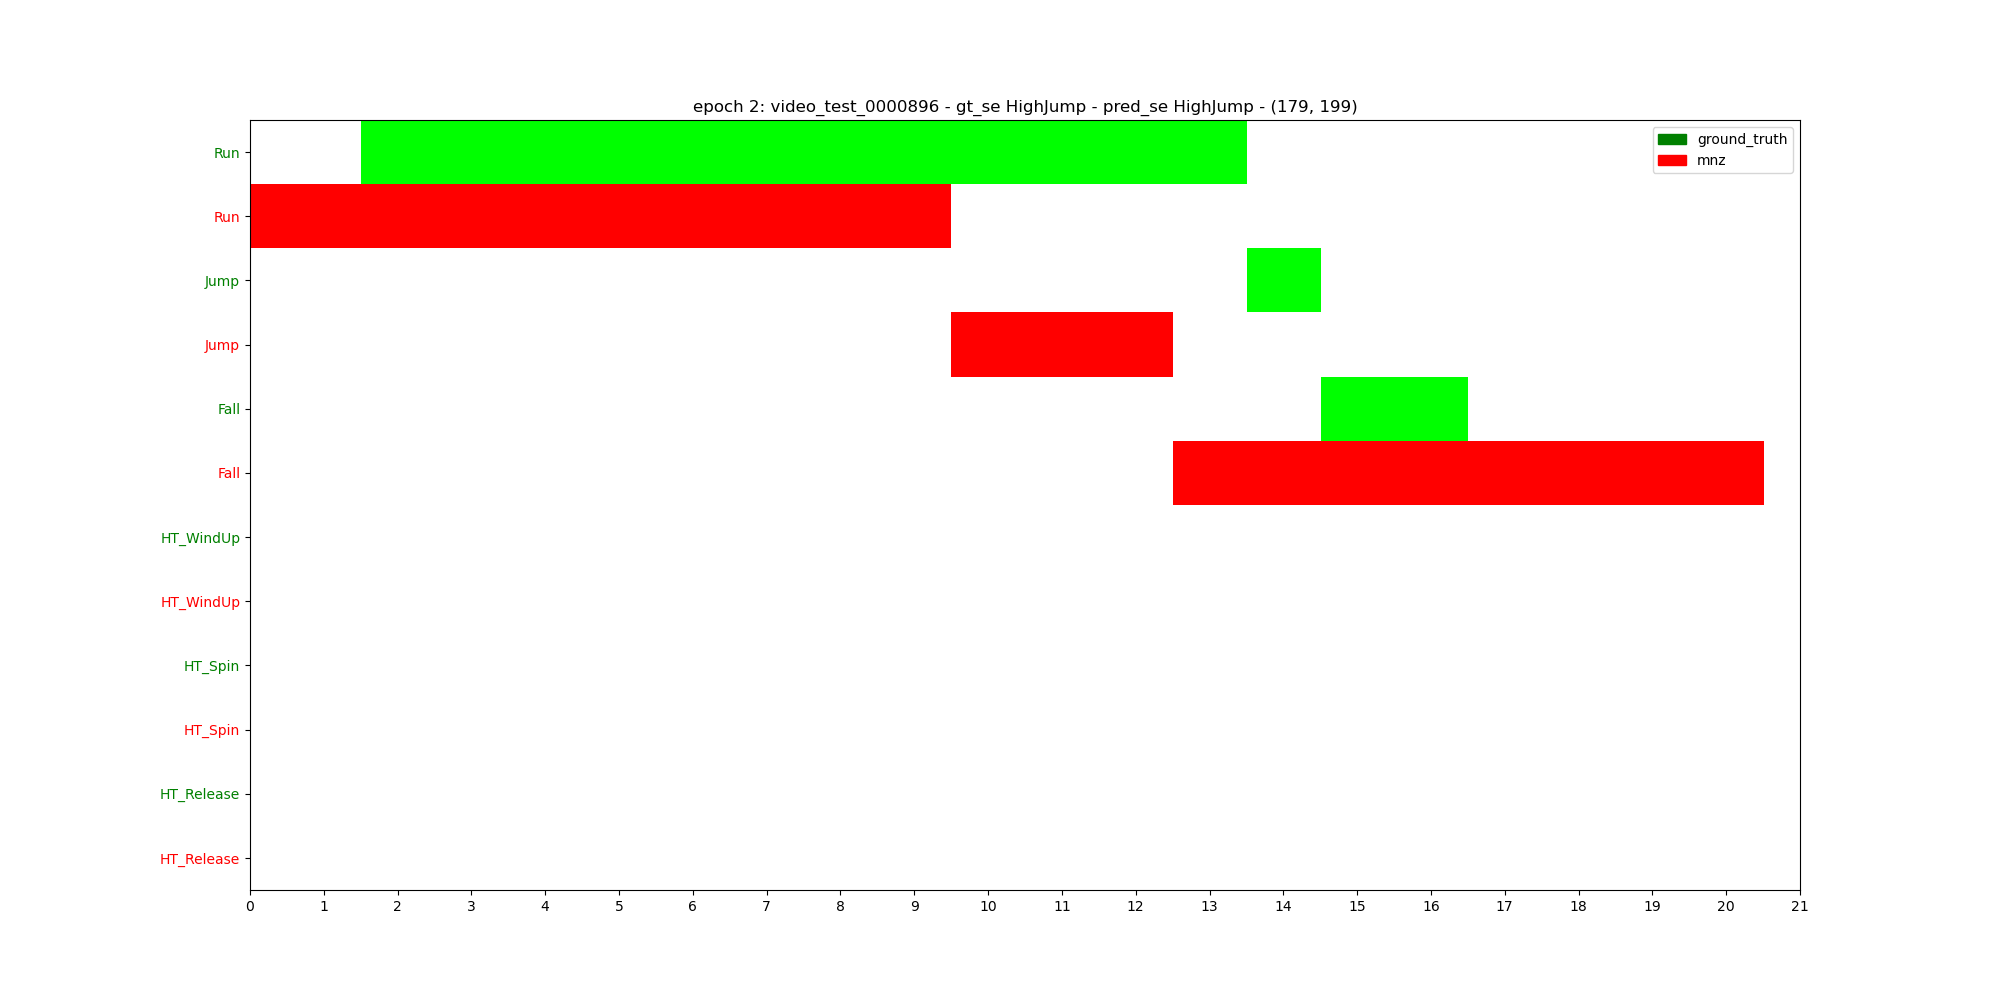 epoch 2: video_test_0000896 - gt_se HighJump - pred_se HighJump - (179, 199)
ground_truth
mnz
Run
Run
Jump
Jump
Fall
Fall
HT_WindUp
HT_WindUp
HT_Spin
HT_Spin
HT_Release
HT_Release
0 1 2 3 4 5 6 7 8 9 10 11 12 13 14 15 16 17 18 19 20 21